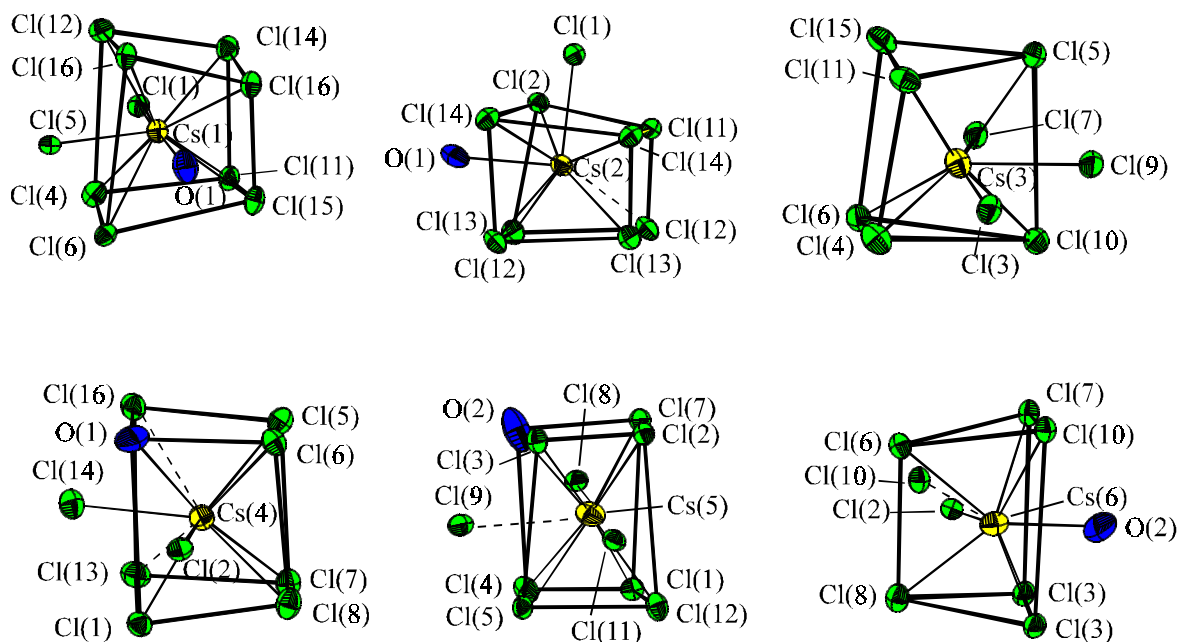 Cl(12)
Cl(14)
Cl(16)
Cl(1)
Cl(16)
Cl(5)
Cs(1)
Cl(11)
Cl(4)
O(1)
Cl(15)
Cl(6)
Cl(1)
Cl(2)
Cl(14)
Cl(11)
O(1)
Cs(2)
Cl(14)
Cl(13)
Cl(12)
Cl(12)
Cl(13)
Cl(15)
Cl(5)
Cl(11)
Cl(7)
Cl(9)
Cs(3)
Cl(6)
Cl(4)
Cl(10)
Cl(3)
Cl(16)
Cl(5)
O(1)
Cl(6)
Cl(14)
Cs(4)
Cl(13)
Cl(2)
Cl(7)
Cl(8)
Cl(1)
Cl(8)
O(2)
Cl(7)
Cl(2)
Cl(3)
Cl(9)
Cs(5)
Cl(4)
Cl(1)
Cl(5)
Cl(12)
Cl(11)
Cl(7)
Cl(6)
Cl(10)
Cl(10)
Cs(6)
Cl(2)
O(2)
Cl(8)
Cl(3)
Cl(3)